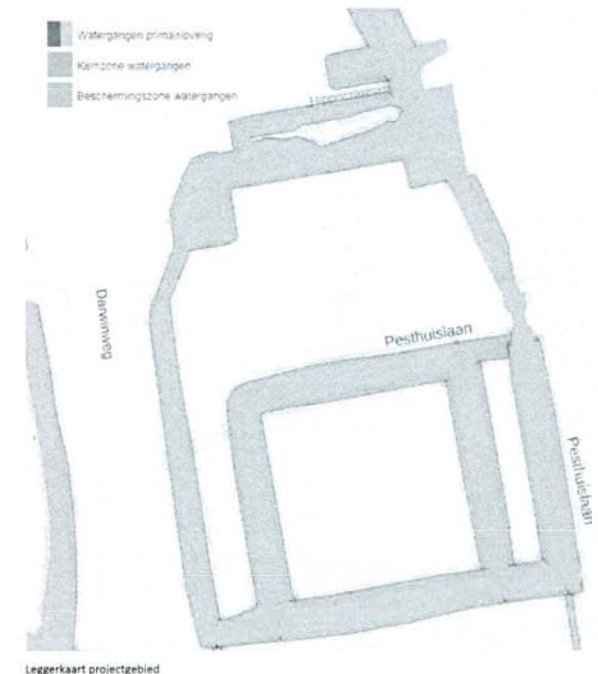 Watergangen primair/overig
Kernzone watergangen
Beschermingszone watergangen
Darwinweg
Pesthuislaan
Pesthuislaan
Leggerkaart projectgebied